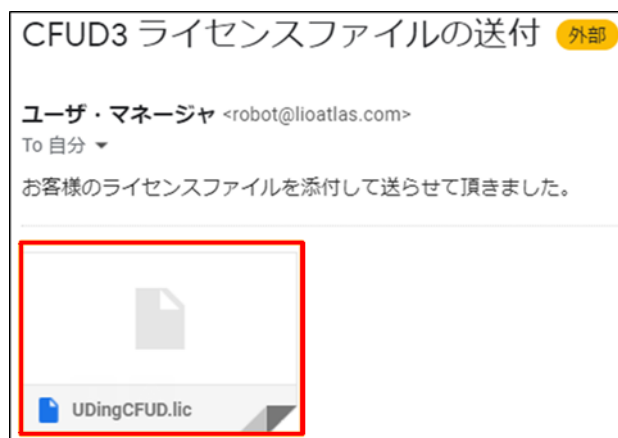 CFUD3 ライセンスファイルの送付 外部
ユーザ・マネージャ <robot@lioatlas.com>
To 自分
お客様のライセンスファイルを添付して送らせて頂きました。
UDingCFUD.lic